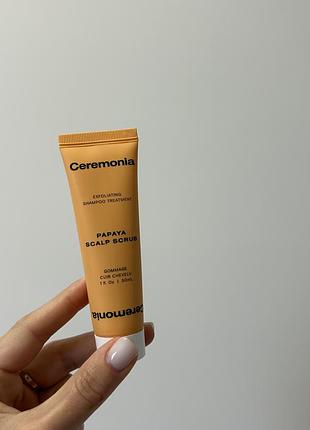 Ceremonia
EXFOLIATING
SHAMPOO TREATMENT
PAPAYA
SCALP SCRUB
GOMMAGE
CUIR CHEVELU
1 fl Oz | 30mL
Ceremonia